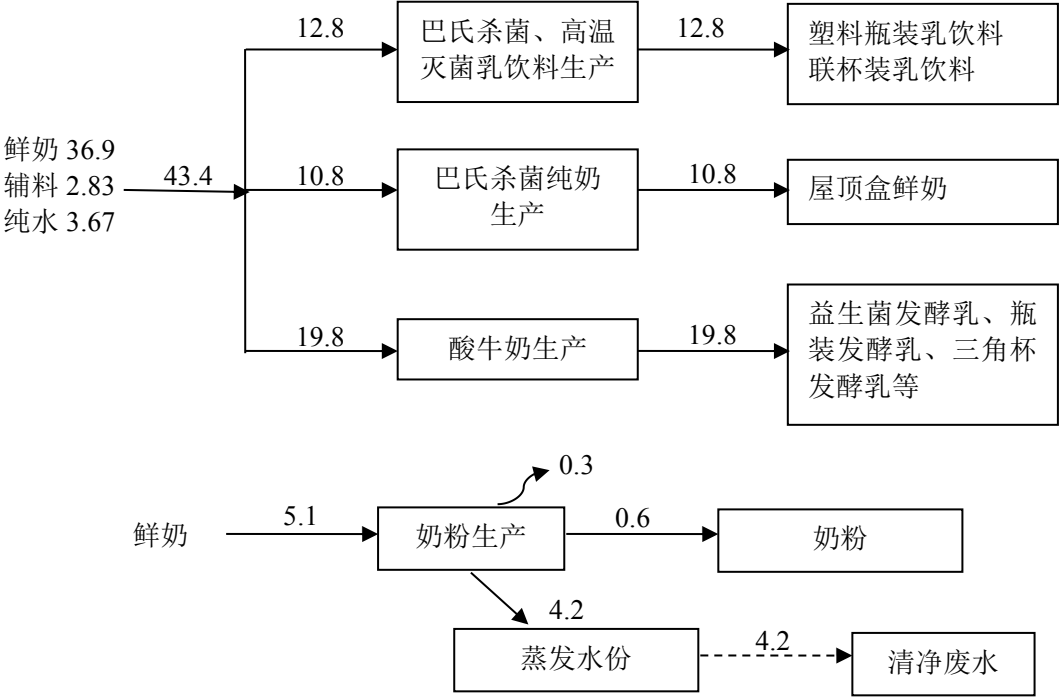 12.8
巴氏杀菌、高温
灭菌乳饮料生产
12.8
塑料瓶装乳饮料
联杯装乳饮料
鲜奶 36.9
辅料 2.83
纯水 3.67
43.4
10.8
巴氏杀菌纯奶
生产
10.8
屋顶盒鲜奶
19.8
酸牛奶生产
19.8
益生菌发酵乳、瓶
装发酵乳、三角杯
发酵乳等
0.3
鲜奶
5.1
奶粉生产
0.6
奶粉
4.2
蒸发水份
4.2
清净废水